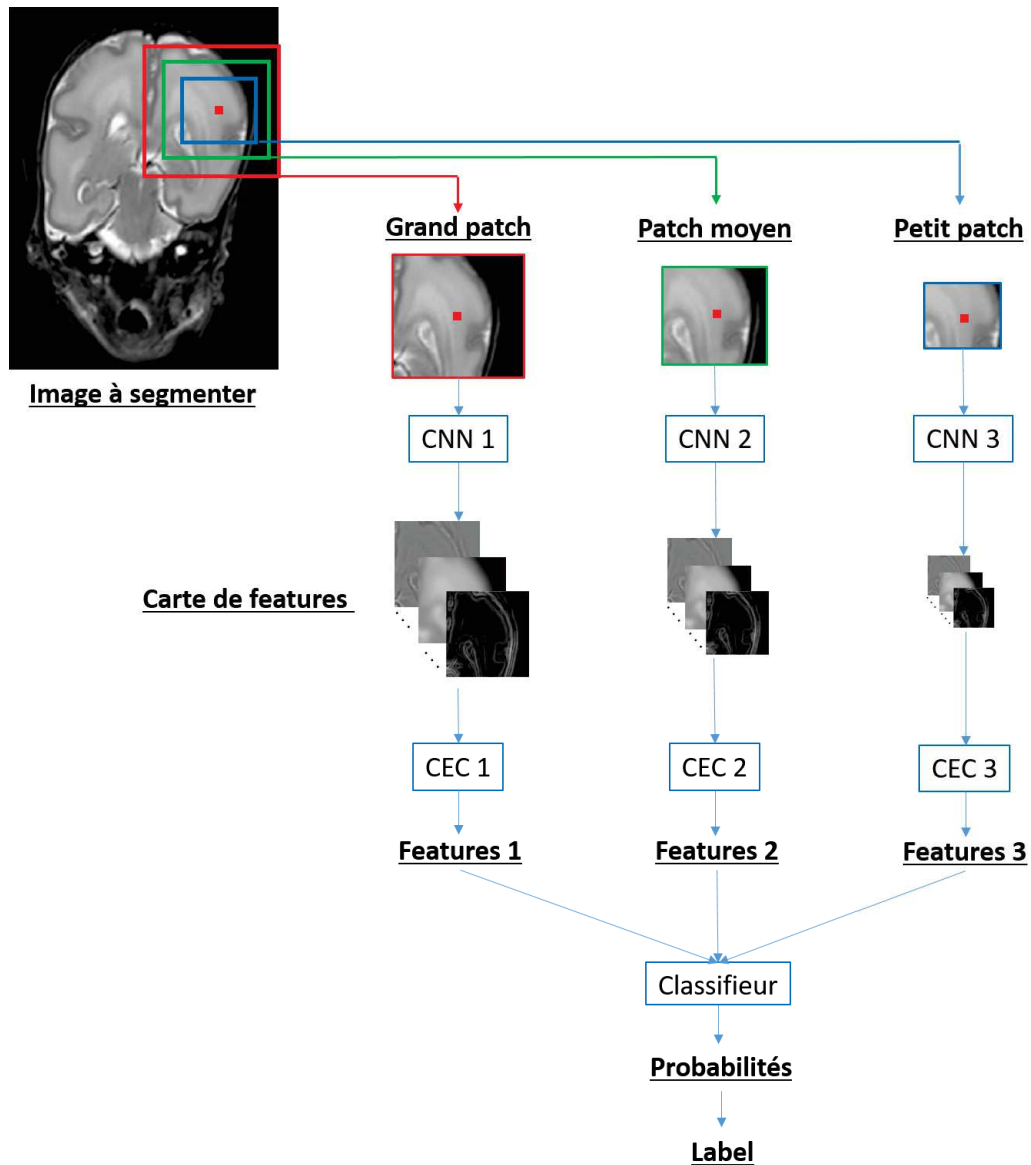 Grand patch
Patch moyen
Petit patch
Image à segmenter
CNN 1
CNN 2
CNN 3
Carte de features
CEC 1
CEC 2
CEC 3
Features 1
Features 2
Features 3
Classifieur
Probabilités
Label